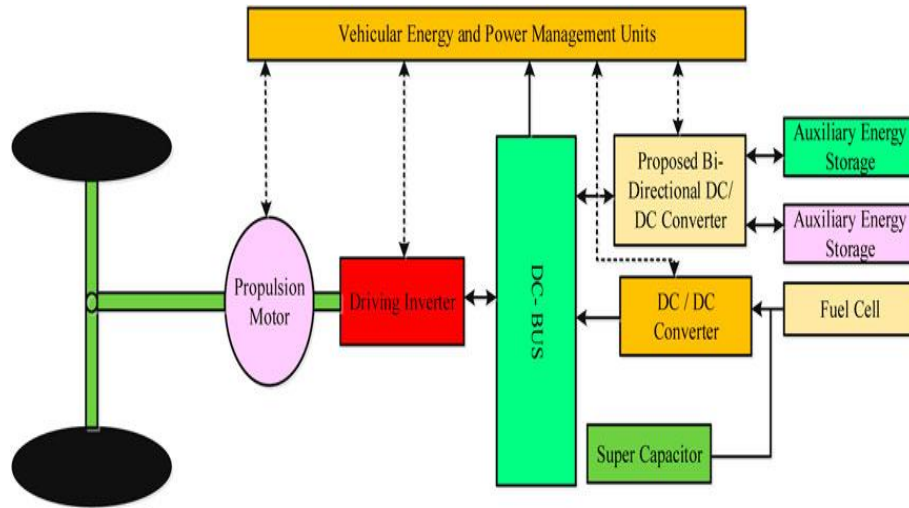 Vehicular Energy and Power Management Units
Auxiliary Energy
Storage
Proposed Bi-
Directional DC/
DC Converter
Auxiliary Energy
Storage
Propulsion
Motor
Driving Inverter
DC- BUS
DC / DC
Converter
Fuel Cell
Super Capacitor